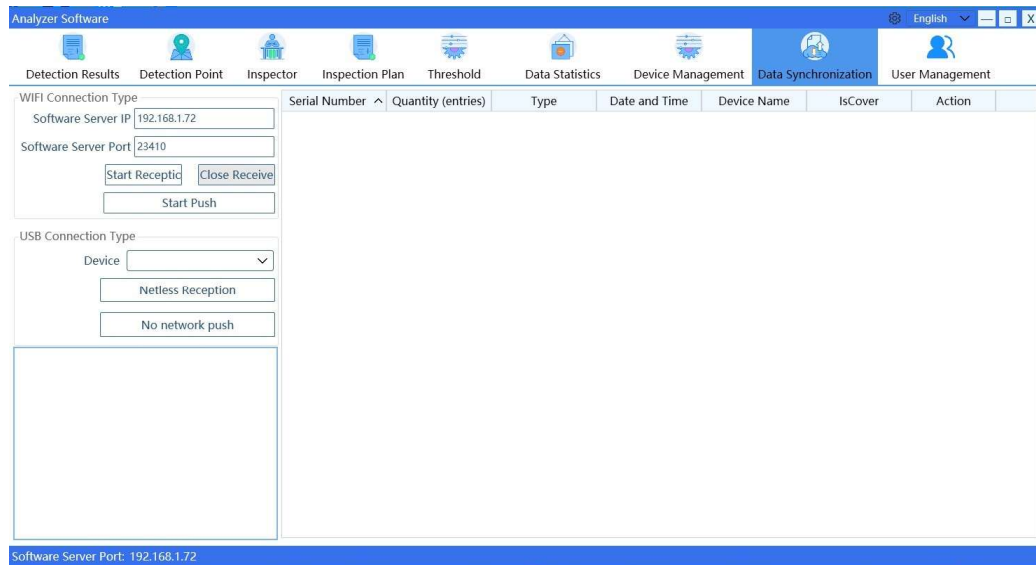 Analyzer Software
English
Detection Results Detection Point Inspector Inspection Plan Threshold Data Statistics Device Management Data Synchronization User Management
WIFI Connection Type
Software Server IP 192.168.1.72
Software Server Port 23410
Start Receptic Close Receive
Start Push
USB Connection Type
Device
Netless Reception
No network push
Serial Number Quantity (entries) Type Date and Time Device Name IsCover Action
Software Server Port: 192.168.1.72